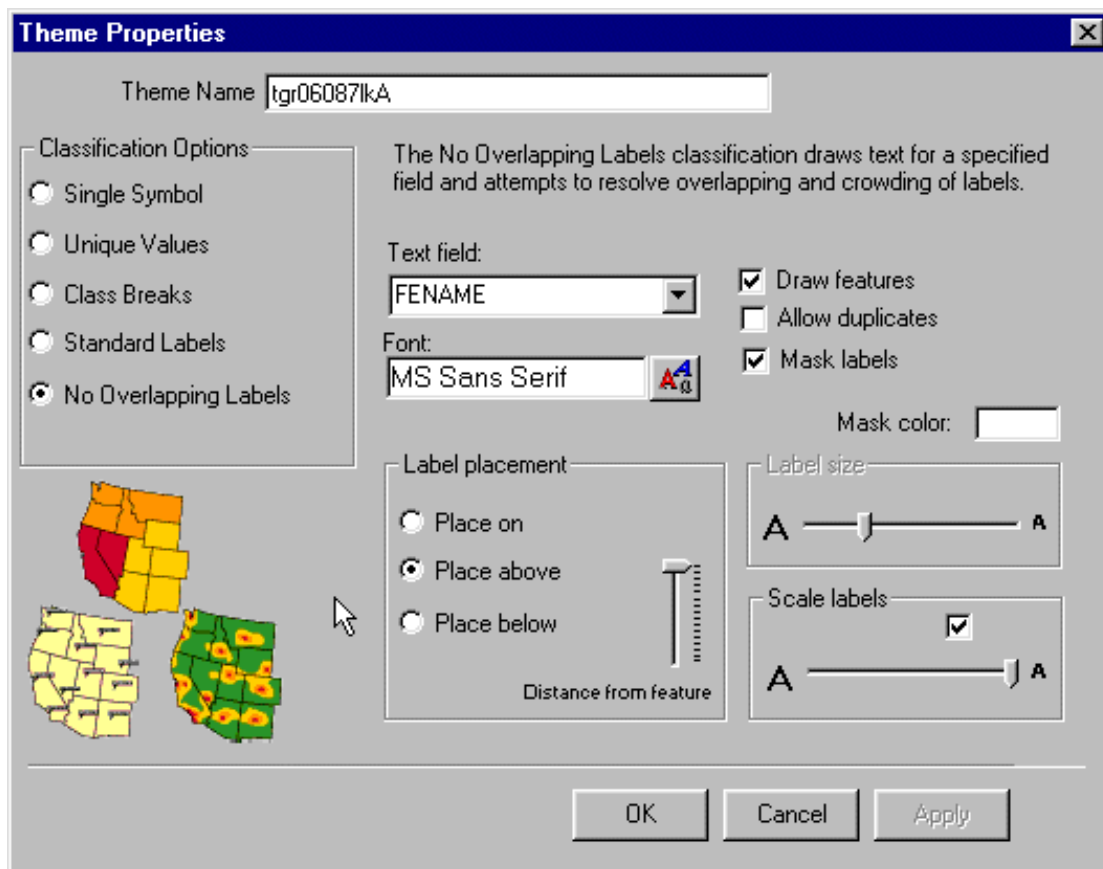 Theme Properties
Theme Name tgr06087lkA
Classification Options
Single Symbol
Unique Values
Class Breaks
Standard Labels
No Overlapping Labels
The No Overlapping Labels classification draws text for a specified
field and attempts to resolve overlapping and crowding of labels.
Text field:
FENAME
Font:
MS Sans Serif
AAa
Draw features
Allow duplicates
Mask labels
Mask color:
Label placement
Place on
Place above
Place below
Distance from feature
Label size
A A
Scale labels
A A
OK Cancel Apply